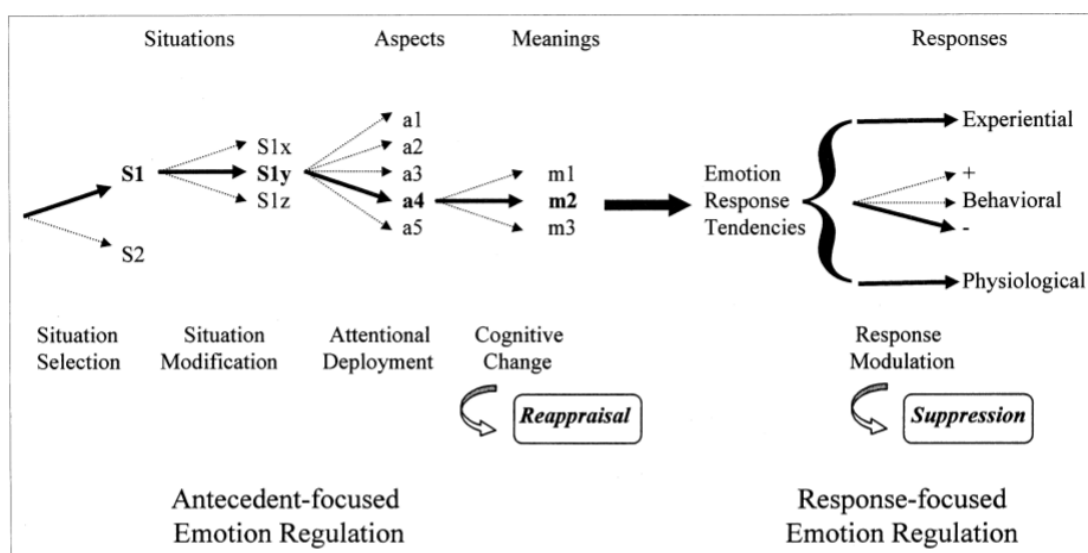 Situations Aspects Meanings Responses
a1
Experiential
a2
S1x
+
S1 S1y a3 m1 Emotion
a4 m2 Response Behavioral
S1z
a5 m3 Tendencies -
S2
Physiological
Situation Situation Attentional Cognitive Response
Selection Modification Deployment Change Modulation
Reappraisal Suppression
Antecedent-focused Response-focused
Emotion Regulation Emotion Regulation